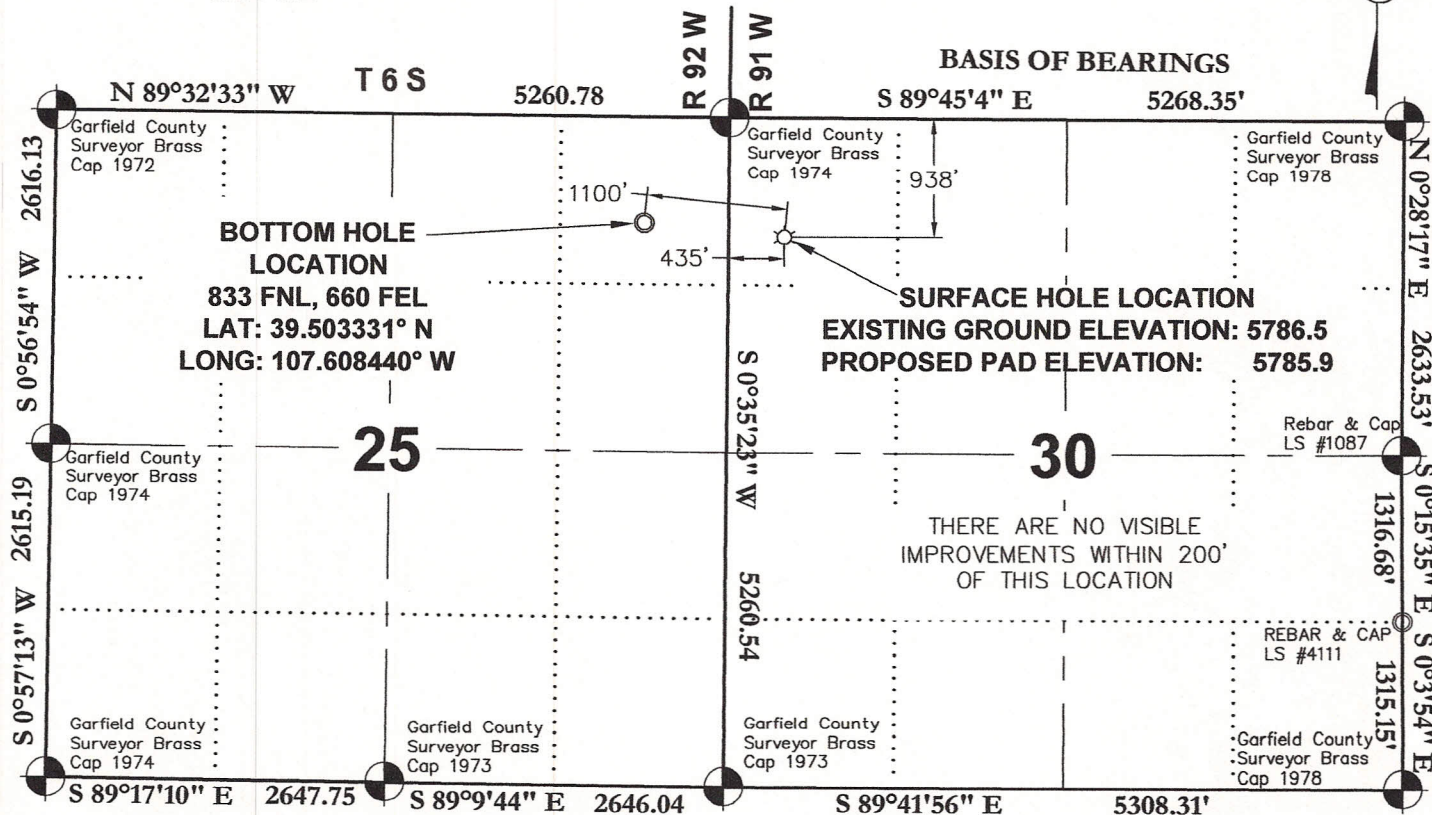 R 92 W
R 91 W
T 6 S
BASIS OF BEARINGS
N 89°32'33" W
5260.78
S 89°45'4" E
5268.35'
Garfield County
Surveyor Brass
Cap 1972
Garfield County
Surveyor Brass
Cap 1974
Garfield County
Surveyor Brass
Cap 1978
2616.13
S 0°56'54" W
N 0°28'17" E
2633.53'
1100'
938'
435'
BOTTOM HOLE
LOCATION
833 FNL, 660 FEL
LAT: 39.503331° N
LONG: 107.608440° W
SURFACE HOLE LOCATION
EXISTING GROUND ELEVATION: 5786.5
PROPOSED PAD ELEVATION: 5785.9
S 0°35'23" W
5260.54
25
30
Garfield County
Surveyor Brass
Cap 1974
Rebar & Cap
LS #1087
2615.19
S 0°57'13" W
THERE ARE NO VISIBLE
IMPROVEMENTS WITHIN 200'
OF THIS LOCATION
S 0°15'35" E
1316.68'
REBAR & CAP
LS #4111
S 0°3'54" E
1315.15'
Garfield County
Surveyor Brass
Cap 1974
Garfield County
Surveyor Brass
Cap 1973
Garfield County
Surveyor Brass
Cap 1973
Garfield County
Surveyor Brass
Cap 1978
S 89°17'10" E
2647.75
S 89°9'44" E
2646.04
S 89°41'56" E
5308.31'